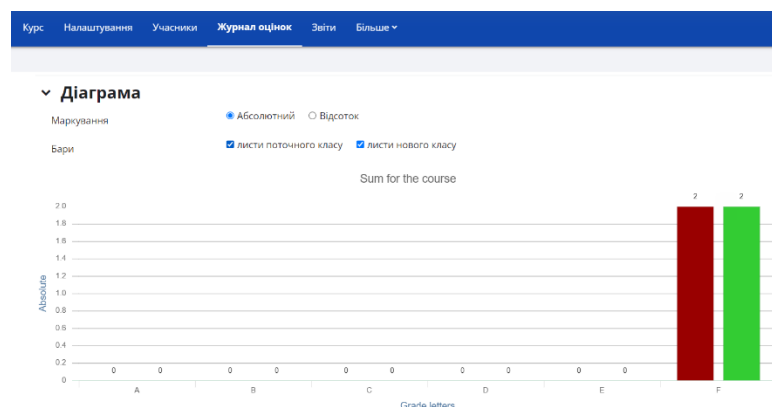 Курс Налаштування Учасники Журнал оцінок Звіти Більше
Діаграма
Маркування Абсолютний Відсоток
Бари листи поточного класу листи нового класу
Sum for the course
2 2
2.0
1.8
1.6
1.4
1.2
1.0
0.8
0.6
0.4
0.2
0 0 0 0 0 0 0 0 0 0
0
A B C D E F
Absolute
Grade letters